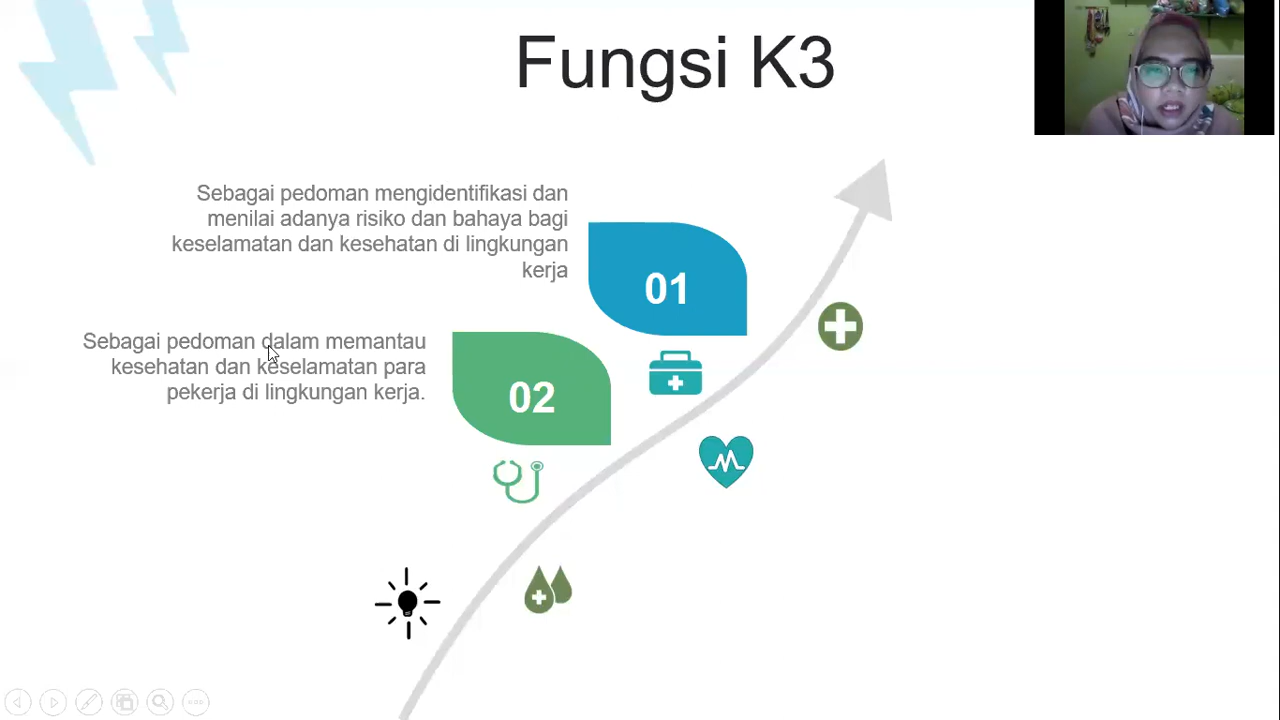 Fungsi K3
Sebagai pedoman mengidentifikasi dan
menilai adanya risiko dan bahaya bagi
keselamatan dan kesehatan di lingkungan
kerja
01
Sebagai pedoman dalam memantau
kesehatan dan keselamatan para
pekerja di lingkungan kerja.
02